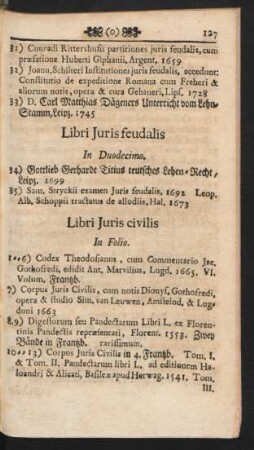 (o) 127
31) Conradi Rittershusii partitiones juris feudalis, cum
præfatione Huberti Giphanii, Argent, 1659
32) Joann, Schilteri Institutiones juris feudalis, accedunt:
Constitutio de expeditione Romana cum Freheri &
aliorum notis, opera & cura Gebaueri, Lips. 1728
33) D. Carl Matthias Dägeners Unterricht vom Lehn-
Stamm, Leipz. 1745
Libri Juris feudalis
In Duodecimo.
34) Gottlieb Gerhardt Titius teutsches Lehen-Recht,
Leipz. 1699
35) Sam. Stryckii examen Juris feudalis, 1692 Leop.
Alb, Schoppii tractatus de allodiis, Hal. 1673
Libri Juris civilis
In Folio.
1==6) Codex Theodosianus, cum Commentario Jac.
Gothofredi, edidit Ant, Marvilius, Lugd, 1665. VI.
Volum, Frantzb.
7) Corpus Juris Civilis, cum notis Dionys, Gothofredi,
opera & studio Sim. van Leuwen, Amstelod, & Lug-
duni 1663
8.9) Digestorum seu Pandectarum Libri L. ex Floren-
tinis Pandectis repræsentati, Florent. 1553. Zwey
Bände in Frantzb. rarissimum.
10==13) Corpus Juris Civilis in 4. Frantzb. Tom. I,
& Tom. II, Pandectarum libri L, ad editionem Ha-
loandri & Alicati, Basileæ apud Herwag. 1541, Tom.
III.